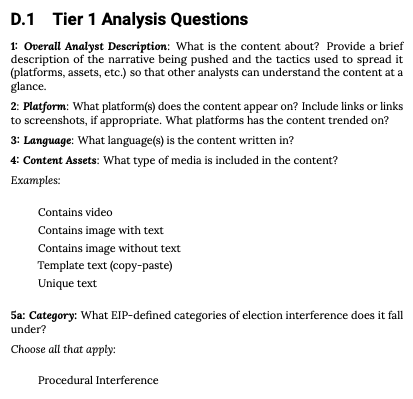 D.1 Tier 1 Analysis Questions
1: Overall Analyst Description: What is the content about? Provide a brief
description of the narrative being pushed and the tactics used to spread it
(platforms, assets, etc.) so that other analysts can understand the content at a
glance.
2: Platform: What platform(s) does the content appear on? Include links or links
to screenshots, if appropriate. What platforms has the content trended on?
3: Language: What language(s) is the content written in?
4: Content Assets: What type of media is included in the content?
Examples:
Contains video
Contains image with text
Contains image without text
Template text (copy-paste)
Unique text
5a: Category: What EIP-defined categories of election interference does it fall
under?
Choose all that apply:
Procedural Interference